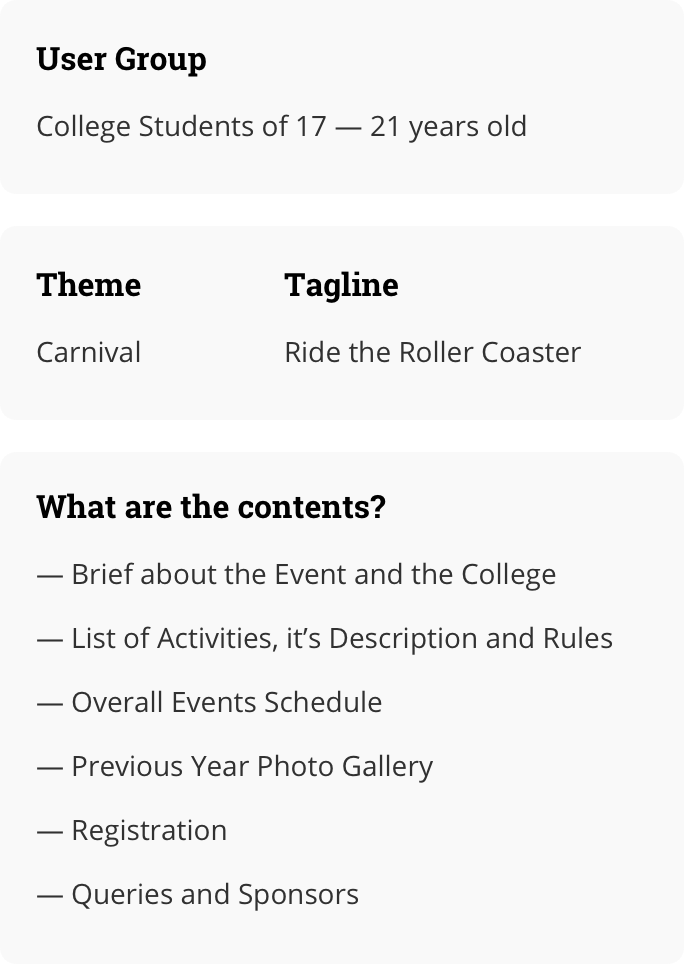 User Group
College Students of 17 — 21 years old
Theme
Carnival
Tagline
Ride the Roller Coaster
What are the contents?
— Brief about the Event and the College
— List of Activities, it’s Description and Rules
— Overall Events Schedule
— Previous Year Photo Gallery
— Registration
— Queries and Sponsors